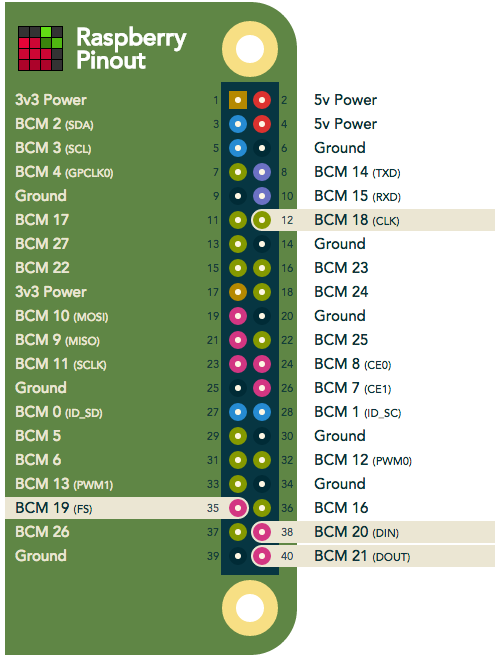 Raspberry
Pinout
3v3 Power 1 2 5v Power
BCM 2 (SDA) 3 4 5v Power
BCM 3 (SCL) 5 6 Ground
BCM 4 (GPCLK0) 7 8 BCM 14 (TXD)
Ground 9 10 BCM 15 (RXD)
BCM 17 11 12 BCM 18 (CLK)
BCM 27 13 14 Ground
BCM 22 15 16 BCM 23
3v3 Power 17 18 BCM 24
BCM 10 (MOSI) 19 20 Ground
BCM 9 (MISO) 21 22 BCM 25
BCM 11 (SCLK) 23 24 BCM 8 (CE0)
Ground 25 26 BCM 7 (CE1)
BCM 0 (ID_SD) 27 28 BCM 1 (ID_SC)
BCM 5 29 30 Ground
BCM 6 31 32 BCM 12 (PWM0)
BCM 13 (PWM1) 33 34 Ground
BCM 19 (FS) 35 36 BCM 16
BCM 26 37 38 BCM 20 (DIN)
Ground 39 40 BCM 21 (DOUT)